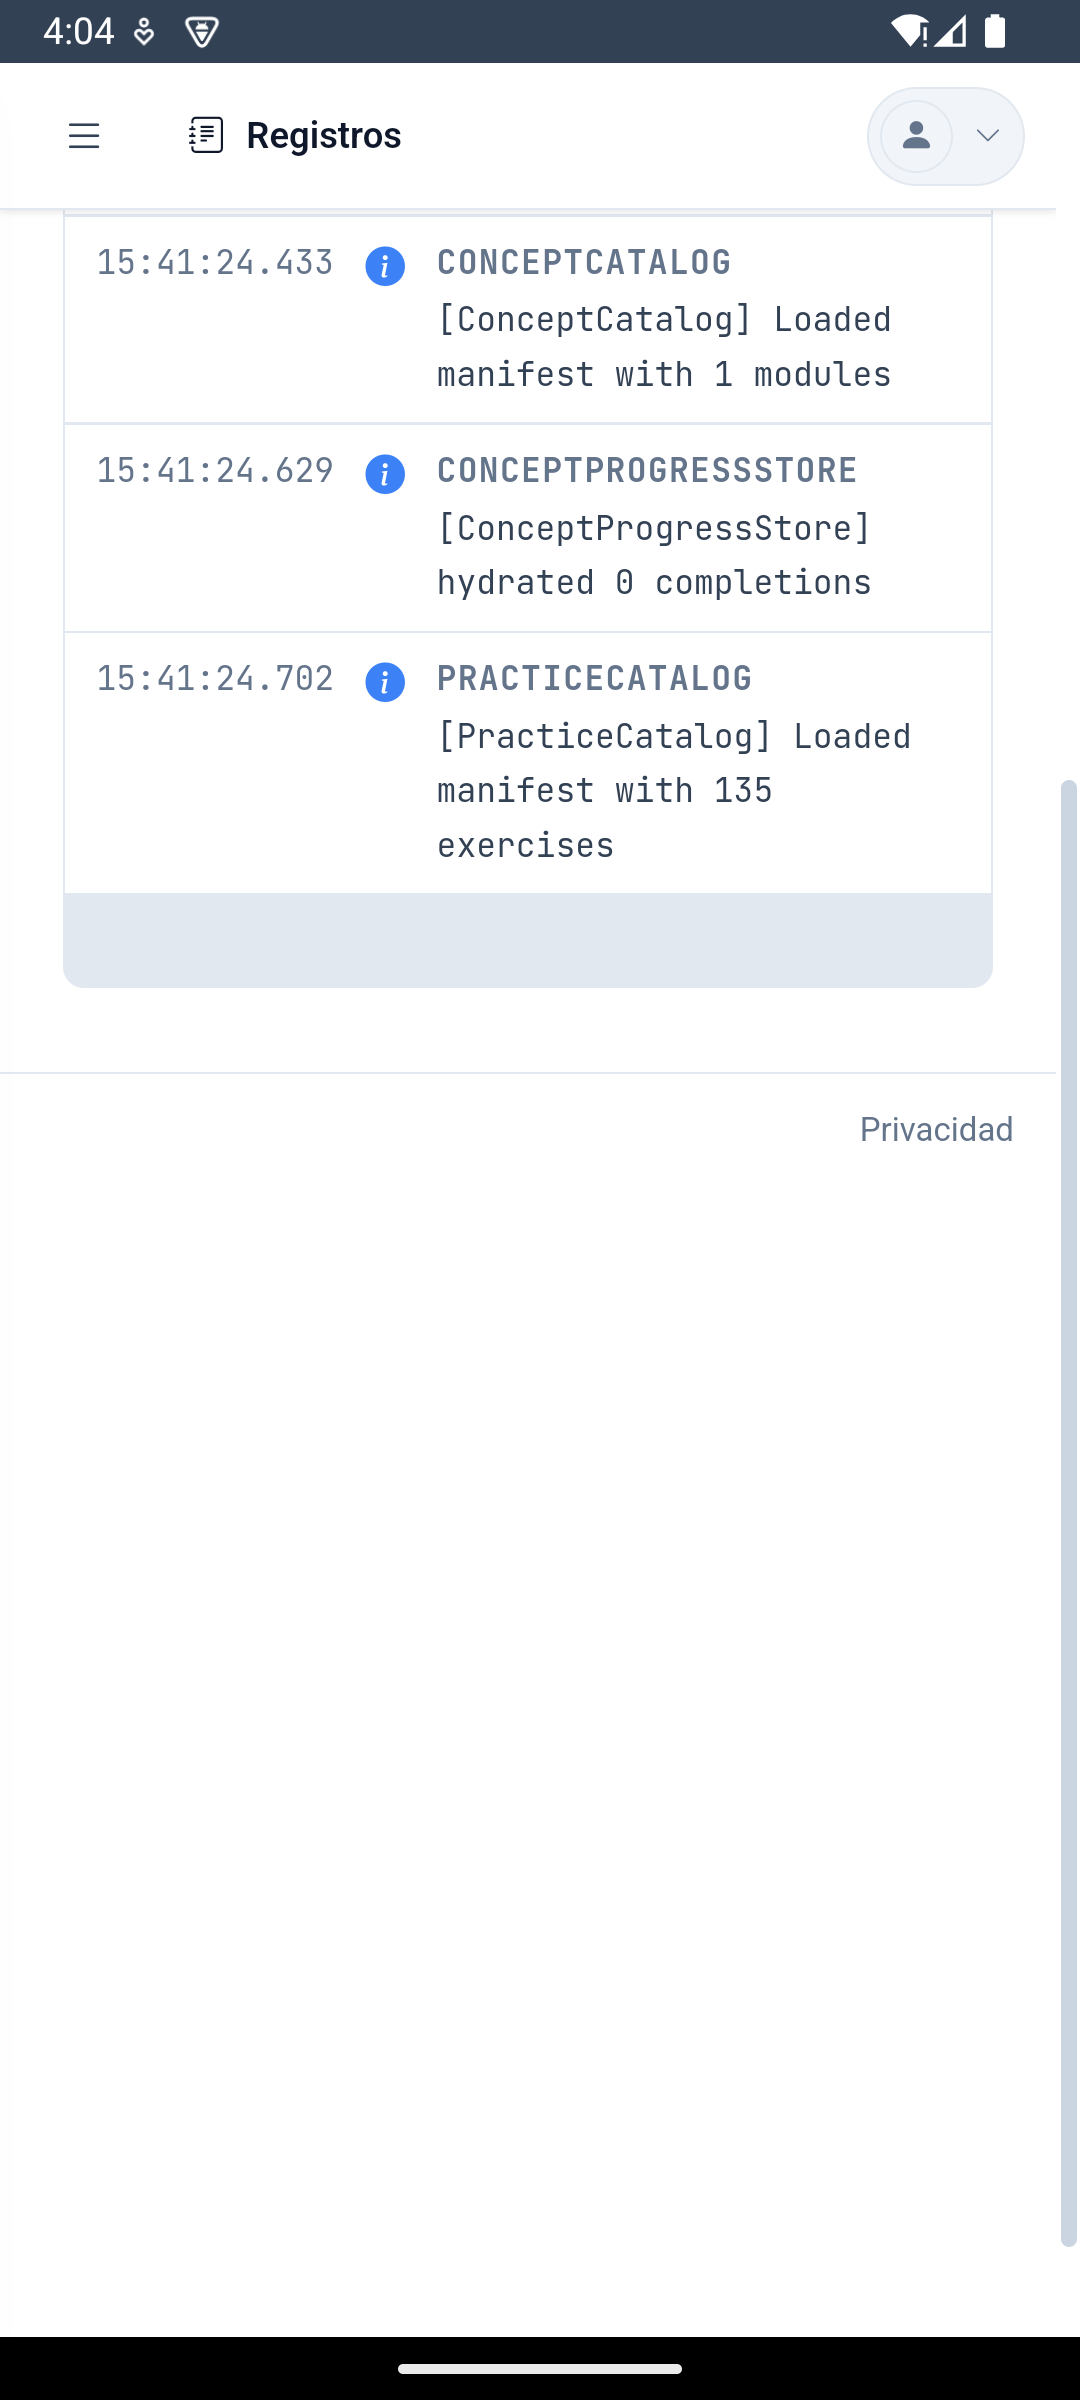 4:04
Registros
15:41:24.433 CONCEPTCATALOG
[ConceptCatalog] Loaded
manifest with 1 modules
15:41:24.629 CONCEPTPROGRESSSTORE
[ConceptProgressStore]
hydrated 0 completions
15:41:24.702 PRACTICECATALOG
[PracticeCatalog] Loaded
manifest with 135
exercises
Privacidad